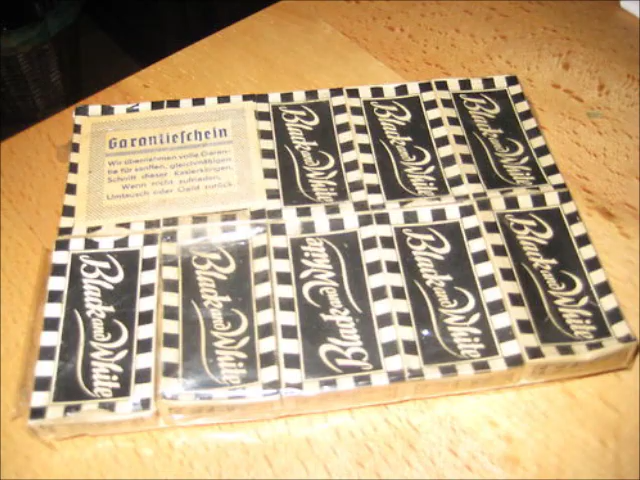 Garantieschein
Wir übernehmen volle Garan-
tie für sanften, gleichmäßigen
Schnitt dieser Rasierklingen.
Wenn nicht zufrieden,
Umtausch oder Geld zurück.
Black and White
Black and White
Black and White
Black and White
Black and White
Black and White
Black and White
Black and White